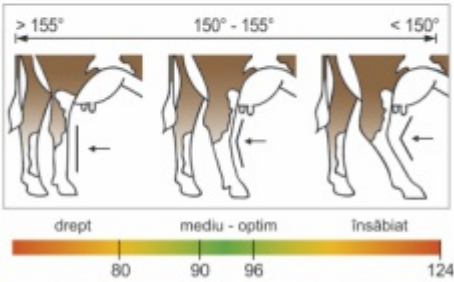 > 155° 150° - 155° < 150°
drept mediu - optim însăbiat
80 90 96 124